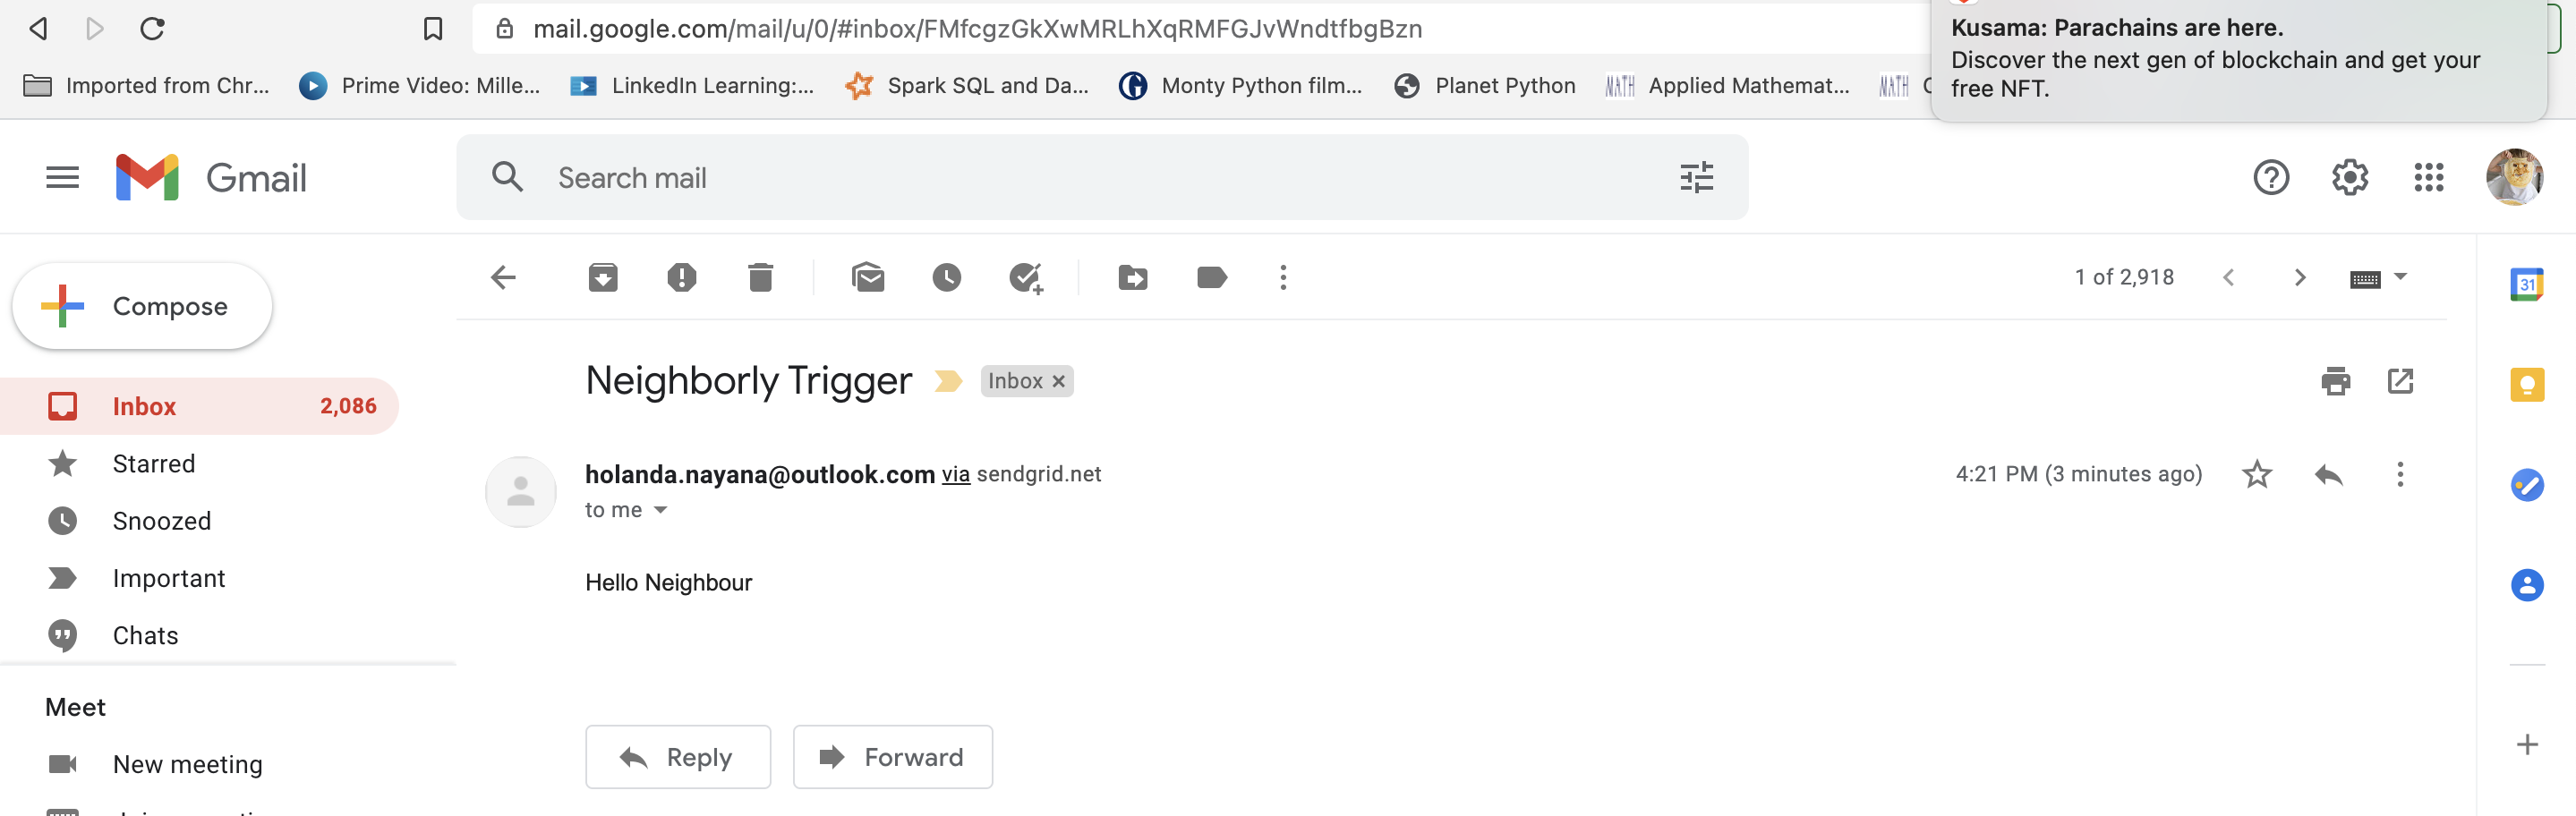 mail.google.com/mail/u/0/#inbox/FMfcgzGkXwMRLhXqRMFGJvWndtfbgBzn
Kusama: Parachains are here.
Discover the next gen of blockchain and get your
free NFT.
Imported from Chr... Prime Video: Mille... LinkedIn Learning:... Spark SQL and Da... Monty Python film... Planet Python MATH Applied Mathemat... MATH
Gmail Search mail
Compose
1 of 2,918
31
Neighborly Trigger Inbox ×
Inbox 2,086
Starred
holanda.nayana@outlook.com via sendgrid.net 4:21 PM (3 minutes ago)
to me
Snoozed
Important
Hello Neighbour
Chats
Meet
New meeting
Reply Forward